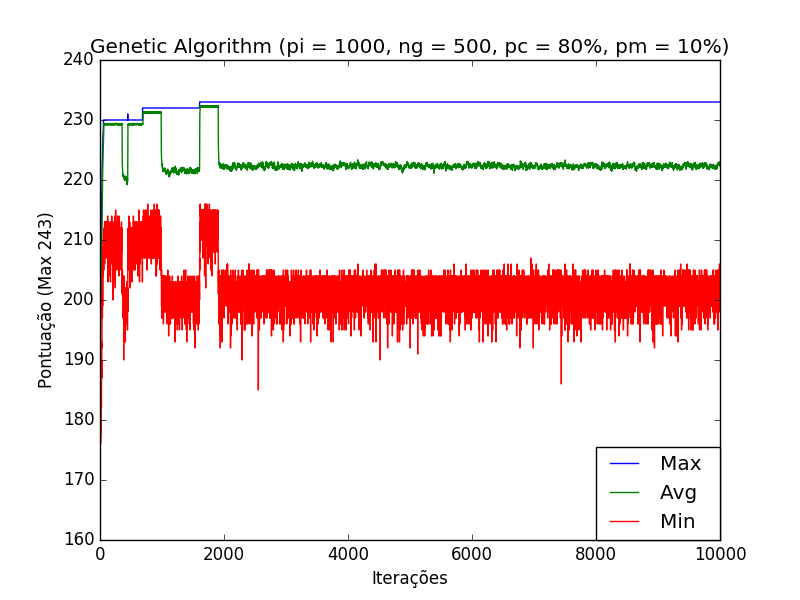 Genetic Algorithm (pi = 1000, ng = 500, pc = 80%, pm = 10%)
240
230
220
210
200
190
180
170
160
Pontuação (Max 243)
Max
Avg
Min
0
2000
4000
6000
8000
10000
Iterações